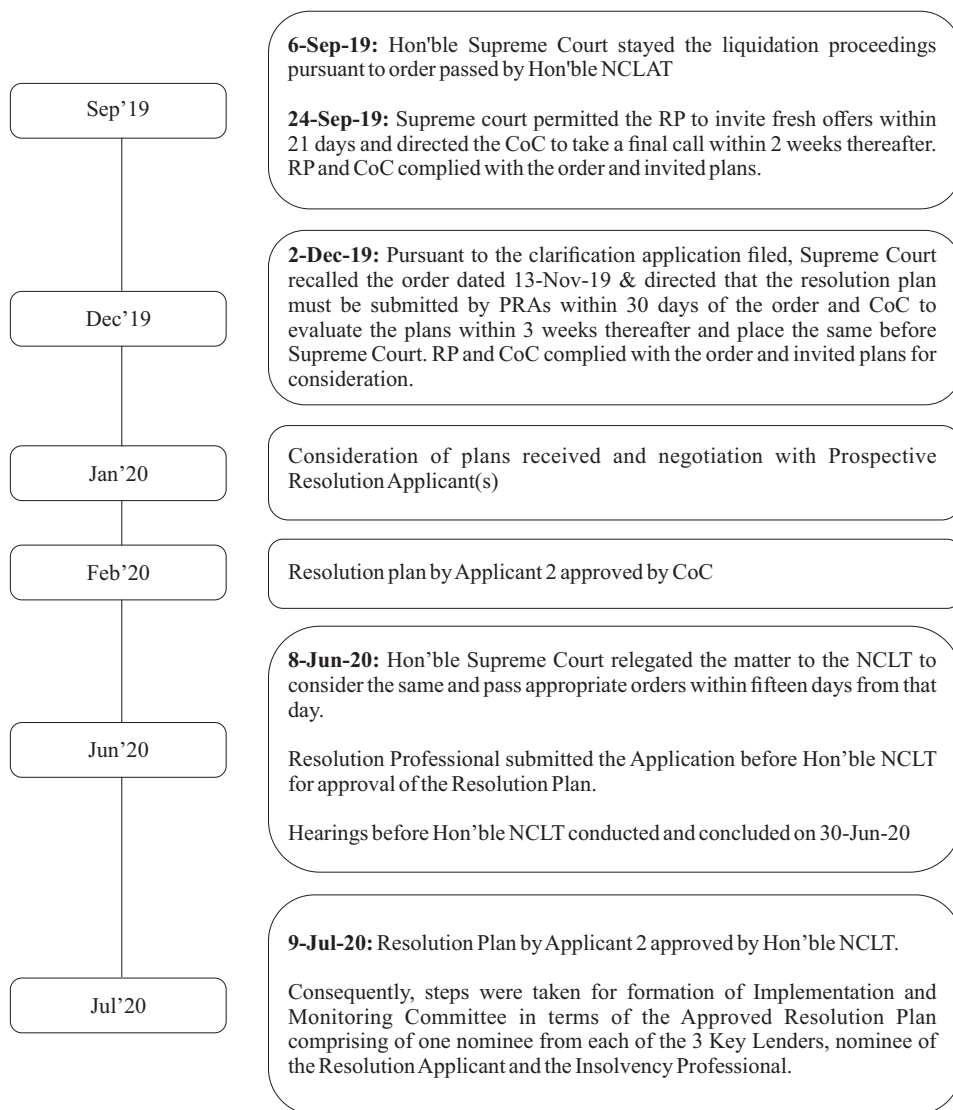 Sep’19
6-Sep-19: Hon'ble Supreme Court stayed the liquidation proceedings
pursuant to order passed by Hon'ble NCLAT
24-Sep-19: Supreme court permitted the RP to invite fresh offers within
21 days and directed the CoC to take a final call within 2 weeks thereafter.
RP and CoC complied with the order and invited plans.
Dec’19
2-Dec-19: Pursuant to the clarification application filed, Supreme Court
recalled the order dated 13-Nov-19 & directed that the resolution plan
must be submitted by PRAs within 30 days of the order and CoC to
evaluate the plans within 3 weeks thereafter and place the same before
Supreme Court. RP and CoC complied with the order and invited plans for
consideration.
Jan’20
Consideration of plans received and negotiation with Prospective
Resolution Applicant(s)
Feb’20
Resolution plan by Applicant 2 approved by CoC
Jun’20
8-Jun-20: Hon’ble Supreme Court relegated the matter to the NCLT to
consider the same and pass appropriate orders within fifteen days from that
day.
Resolution Professional submitted the Application before Hon’ble NCLT
for approval of the Resolution Plan.
Hearings before Hon’ble NCLT conducted and concluded on 30-Jun-20
Jul’20
9-Jul-20: Resolution Plan by Applicant 2 approved by Hon’ble NCLT.
Consequently, steps were taken for formation of Implementation and
Monitoring Committee in terms of the Approved Resolution Plan
comprising of one nominee from each of the 3 Key Lenders, nominee of
the Resolution Applicant and the Insolvency Professional.